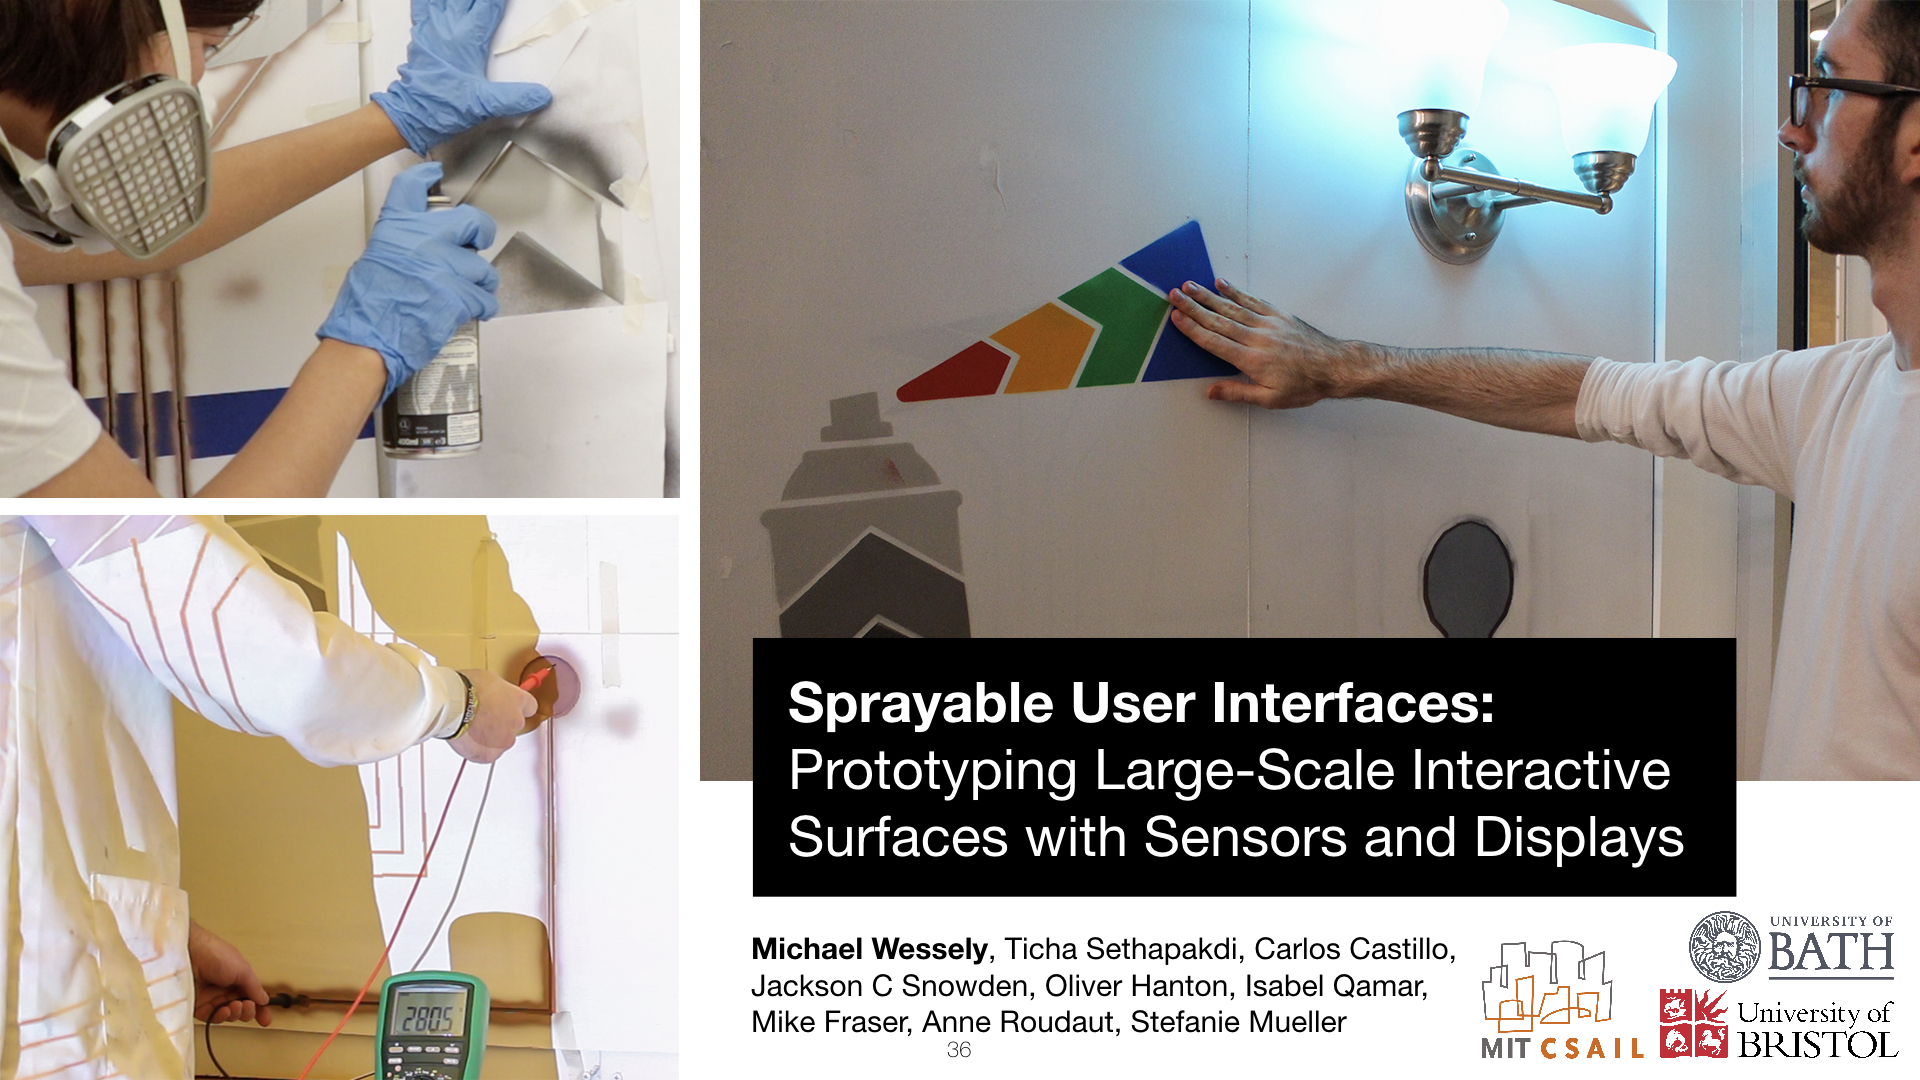 400ml
2805
Sprayable User Interfaces:
Prototyping Large-Scale Interactive
Surfaces with Sensors and Displays
Michael Wessely, Ticha Sethapakdi, Carlos Castillo,
Jackson C Snowden, Oliver Hanton, Isabel Qamar,
Mike Fraser, Anne Roudaut, Stefanie Mueller
36
MIT CSAIL
UNIVERSITY OF
BATH
University of
BRISTOL